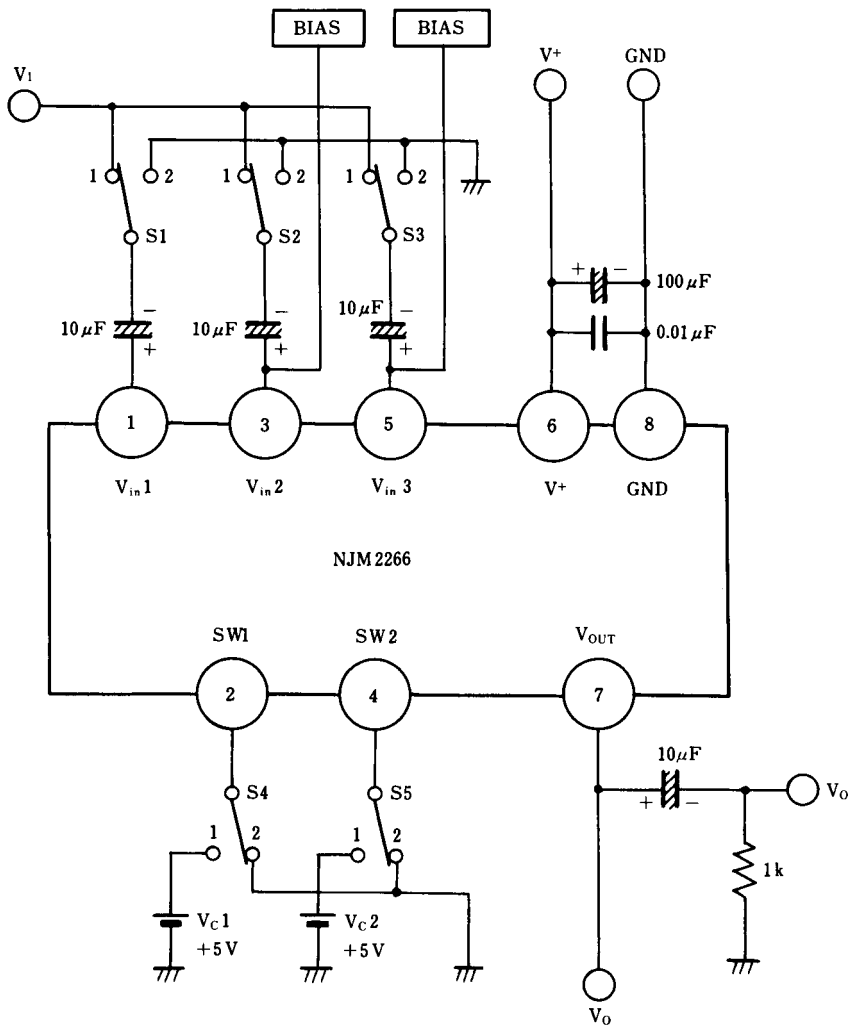 BIAS
BIAS
V1
V+
GND
1
2
1
2
1
2
S1
S2
S3
−
−
−
+ −
100μF
10μF
10μF
10μF
0.01μF
+
+
+
1
3
5
6
8
Vin1
Vin2
Vin3
V+
GND
NJM2266
SW1
SW2
VOUT
2
4
7
10μF
S4
S5
+ −
VO
1
2
1
2
1k
VC1
+5V
VC2
+5V
VO